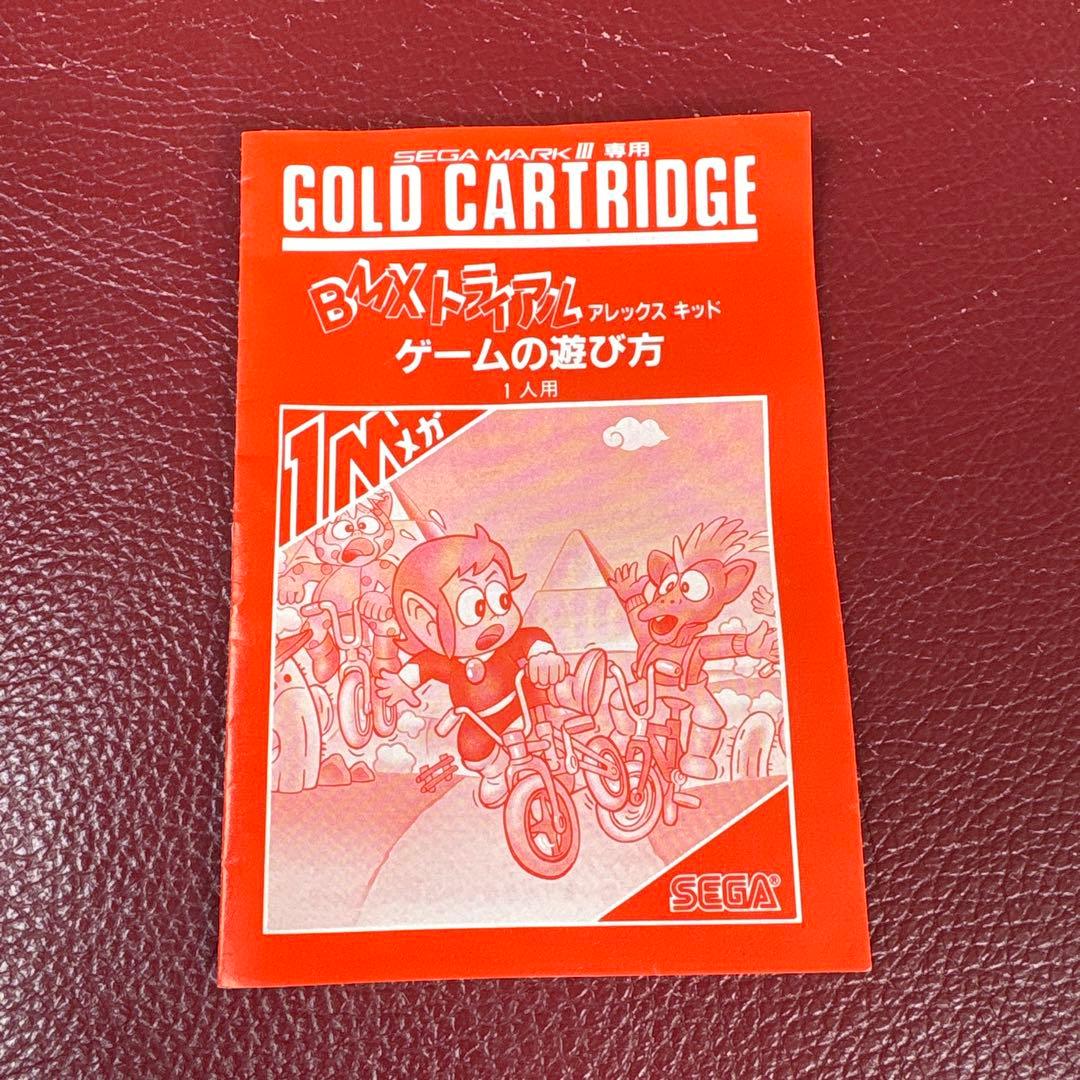 SEGA MARK III 専用
GOLD CARTRIDGE
BMXトライアル アレックス キッド
ゲームの遊び方
1人用
1Mメガ
SEGA®